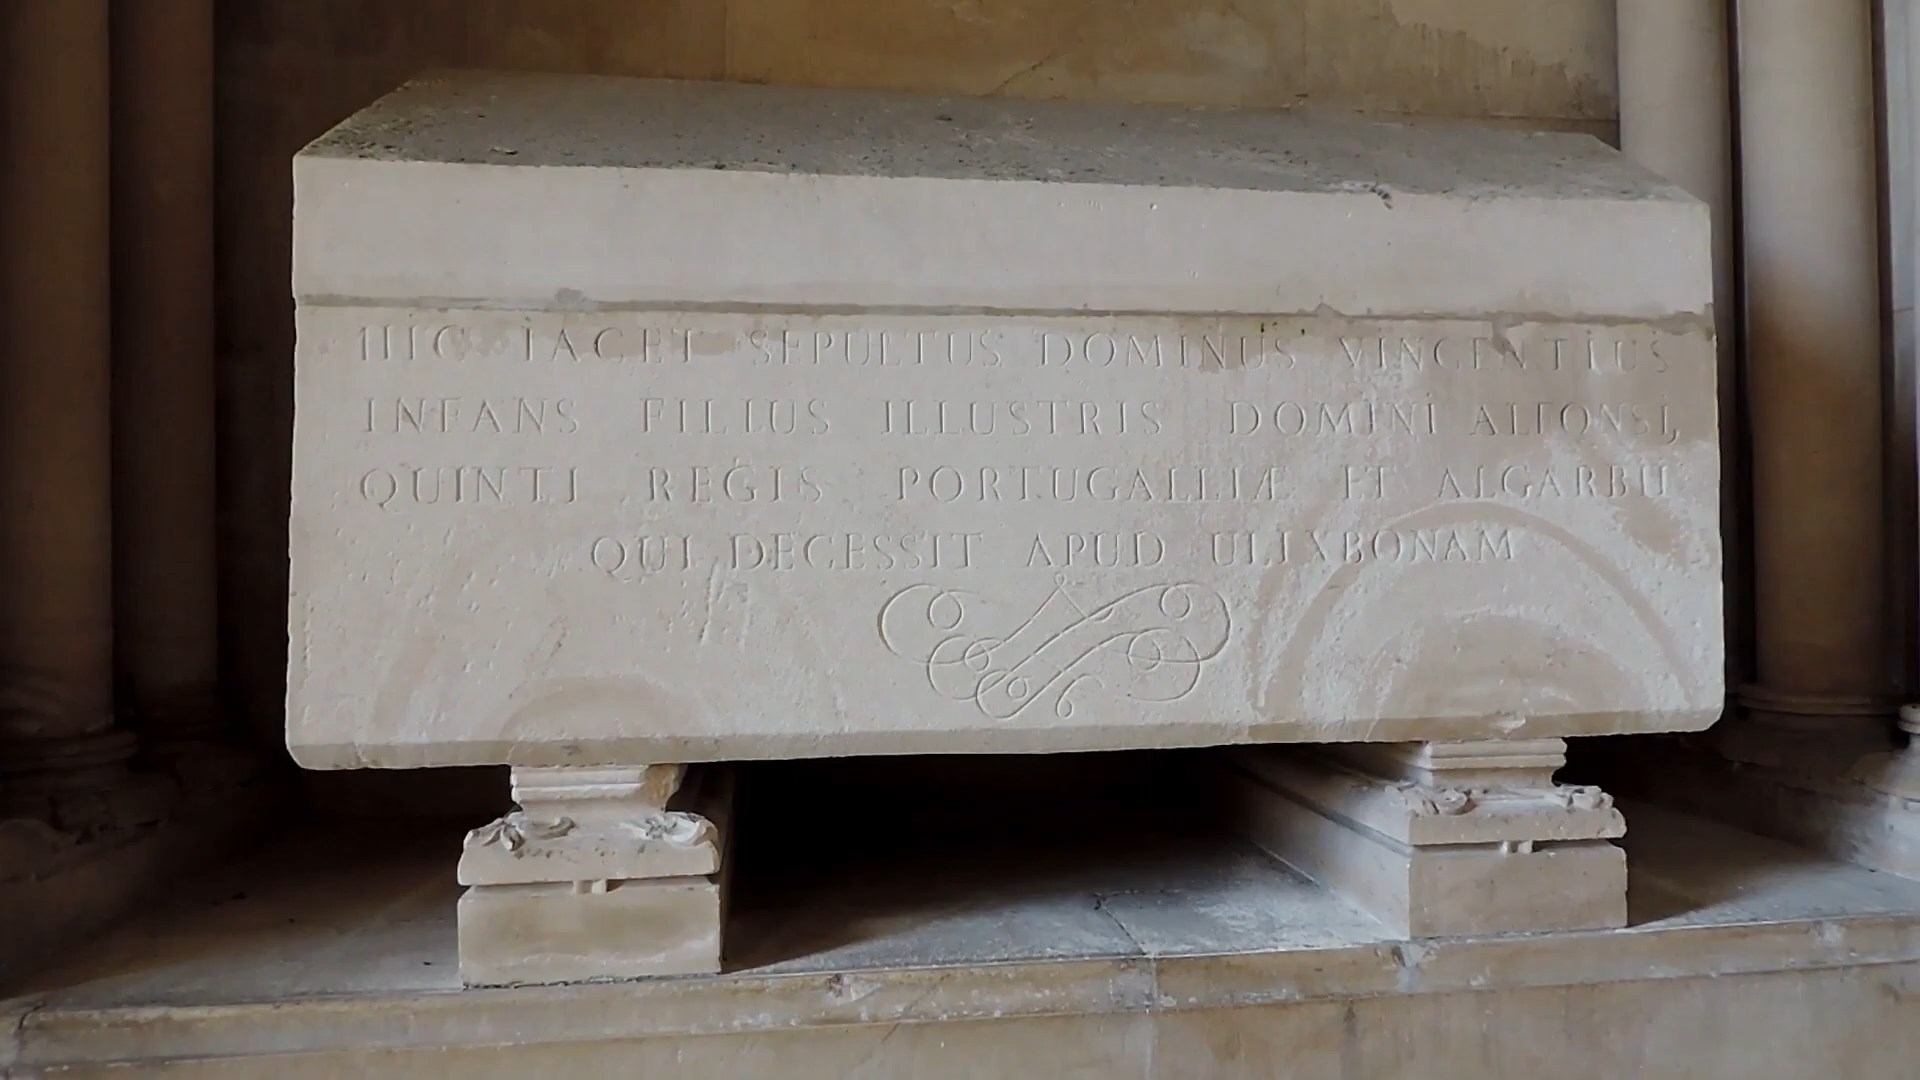 HIC IACET SEPULTUS DOMINUS VINCENTIUS
INFANS FILIUS ILLUSTRIS DOMINI ALFONSI,
QUINTI REGIS PORTUGALLIÆ ET ALGARBII
QUI DECESSIT APUD ULIXBONAM